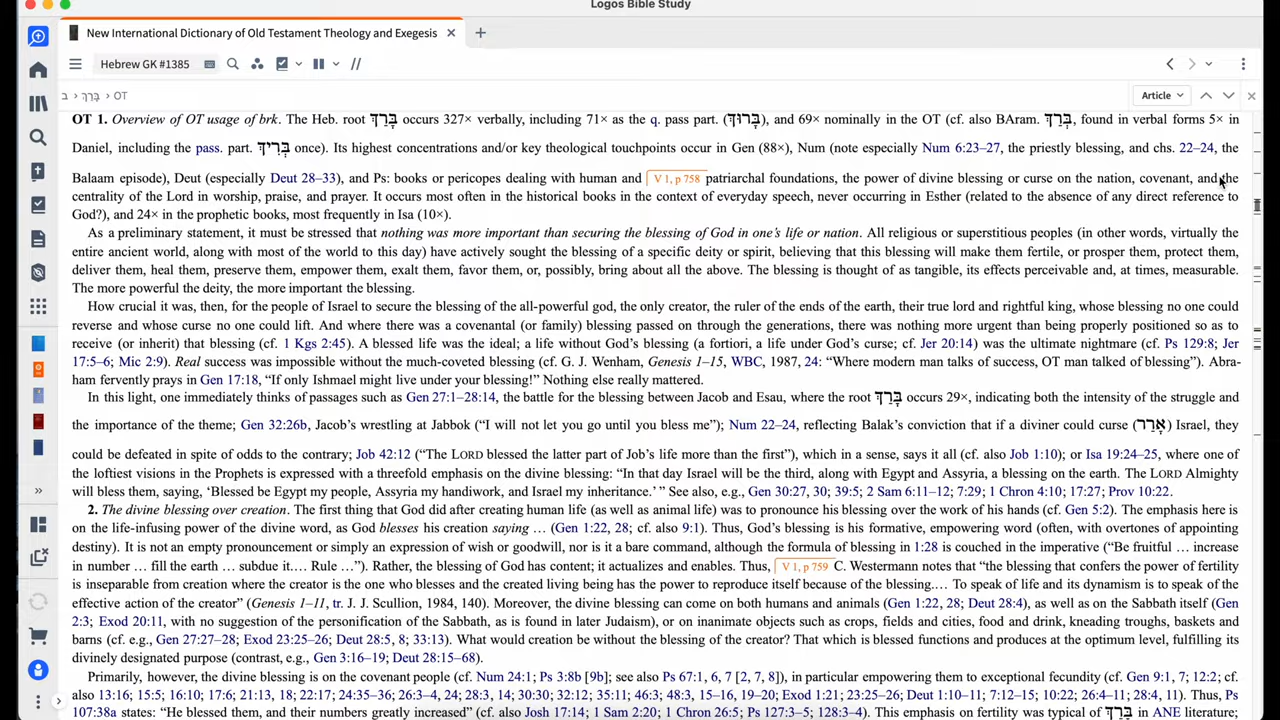 Logos Bible Study
New International Dictionary of Old Testament Theology and Exegesis
Hebrew GK #1385
ב › בָּרַךְ › OT
Article
OT 1. Overview of OT usage of brk. The Heb. root בָּרַךְ occurs 327× verbally, including 71× as the q. pass part. (בָּרוּךְ), and 69× nominally in the OT (cf. also BAram. בְּרַךְ, found in verbal forms 5× in
Daniel, including the pass. part. בְּרִיךְ once). Its highest concentrations and/or key theological touchpoints occur in Gen (88×), Num (note especially Num 6:23–27, the priestly blessing, and chs. 22–24, the
Balaam episode), Deut (especially Deut 28–33), and Ps: books or pericopes dealing with human and V 1, p 758 patriarchal foundations, the power of divine blessing or curse on the nation, covenant, and the
centrality of the Lord in worship, praise, and prayer. It occurs most often in the historical books in the context of everyday speech, never occurring in Esther (related to the absence of any direct reference to
God?), and 24× in the prophetic books, most frequently in Isa (10×).
As a preliminary statement, it must be stressed that nothing was more important than securing the blessing of God in one’s life or nation. All religious or superstitious peoples (in other words, virtually the
entire ancient world, along with most of the world to this day) have actively sought the blessing of a specific deity or spirit, believing that this blessing will make them fertile, or prosper them, protect them,
deliver them, heal them, preserve them, empower them, exalt them, favor them, or, possibly, bring about all the above. The blessing is thought of as tangible, its effects perceivable and, at times, measurable.
The more powerful the deity, the more important the blessing.
How crucial it was, then, for the people of Israel to secure the blessing of the all-powerful god, the only creator, the ruler of the ends of the earth, their true lord and rightful king, whose blessing no one could
reverse and whose curse no one could lift. And where there was a covenantal (or family) blessing passed on through the generations, there was nothing more urgent than being properly positioned so as to
receive (or inherit) that blessing (cf. 1 Kgs 2:45). A blessed life was the ideal; a life without God’s blessing (a fortiori, a life under God’s curse; cf. Jer 20:14) was the ultimate nightmare (cf. Ps 129:8; Jer
17:5–6; Mic 2:9). Real success was impossible without the much-coveted blessing (cf. G. J. Wenham, Genesis 1–15, WBC, 1987, 24: “Where modern man talks of success, OT man talked of blessing”). Abra-
ham fervently prays in Gen 17:18, “If only Ishmael might live under your blessing!” Nothing else really mattered.
In this light, one immediately thinks of passages such as Gen 27:1–28:14, the battle for the blessing between Jacob and Esau, where the root בָּרַךְ occurs 29×, indicating both the intensity of the struggle and
the importance of the theme; Gen 32:26b, Jacob’s wrestling at Jabbok (“I will not let you go until you bless me”); Num 22–24, reflecting Balak’s conviction that if a diviner could curse (אָרַר) Israel, they
could be defeated in spite of odds to the contrary; Job 42:12 (“The LORD blessed the latter part of Job’s life more than the first”), which in a sense, says it all (cf. also Job 1:10); or Isa 19:24–25, where one of
the loftiest visions in the Prophets is expressed with a threefold emphasis on the divine blessing: “In that day Israel will be the third, along with Egypt and Assyria, a blessing on the earth. The LORD Almighty
will bless them, saying, ‘Blessed be Egypt my people, Assyria my handiwork, and Israel my inheritance.’ ” See also, e.g., Gen 30:27, 30; 39:5; 2 Sam 6:11–12; 7:29; 1 Chron 4:10; 17:27; Prov 10:22.
2. The divine blessing over creation. The first thing that God did after creating human life (as well as animal life) was to pronounce his blessing over the work of his hands (cf. Gen 5:2). The emphasis here is
on the life-infusing power of the divine word, as God blesses his creation saying … (Gen 1:22, 28; cf. also 9:1). Thus, God’s blessing is his formative, empowering word (often, with overtones of appointing
destiny). It is not an empty pronouncement or simply an expression of wish or goodwill, nor is it a bare command, although the formula of blessing in 1:28 is couched in the imperative (“Be fruitful … increase
in number … fill the earth … subdue it.… Rule …”). Rather, the blessing of God has content; it actualizes and enables. Thus, V 1, p 759 C. Westermann notes that “the blessing that confers the power of fertility
is inseparable from creation where the creator is the one who blesses and the created living being has the power to reproduce itself because of the blessing.… To speak of life and its dynamism is to speak of the
effective action of the creator” (Genesis 1–11, tr. J. J. Scullion, 1984, 140). Moreover, the divine blessing can come on both humans and animals (Gen 1:22, 28; Deut 28:4), as well as on the Sabbath itself (Gen
2:3; Exod 20:11, with no suggestion of the personification of the Sabbath, as is found in later Judaism), or on inanimate objects such as crops, fields and cities, food and drink, kneading troughs, baskets and
barns (cf. e.g., Gen 27:27–28; Exod 23:25–26; Deut 28:5, 8; 33:13). What would creation be without the blessing of the creator? That which is blessed functions and produces at the optimum level, fulfilling its
divinely designated purpose (contrast, e.g., Gen 3:16–19; Deut 28:15–68).
Primarily, however, the divine blessing is on the covenant people (cf. Num 24:1; Ps 3:8b [9b]; see also Ps 67:1, 6, 7 [2, 7, 8]), in particular empowering them to exceptional fecundity (cf. Gen 9:1, 7; 12:2; cf.
also 13:16; 15:5; 16:10; 17:6; 21:13, 18; 22:17; 24:35–36; 26:3–4, 24; 28:3, 14; 30:30; 32:12; 35:11; 46:3; 48:3, 15–16, 19–20; Exod 1:21; 23:25–26; Deut 1:10–11; 7:12–15; 10:22; 26:4–11; 28:4, 11). Thus, Ps
107:38a states: “He blessed them, and their numbers greatly increased” (cf. also Josh 17:14; 1 Sam 2:20; 1 Chron 26:5; Ps 127:3–5; 128:3–4). This emphasis on fertility was typical of בָּרַךְ in ANE literature;